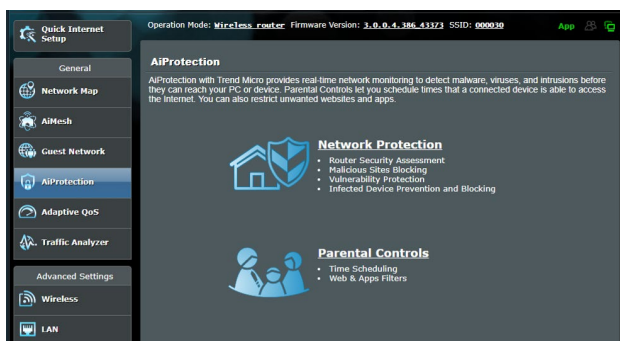 Quick Internet
Setup
Operation Mode: Wireless router Firmware Version: 3.0.0.4.386_43373 SSID: 000030
App
General
Network Map
AiMesh
Guest Network
AiProtection
Adaptive QoS
Traffic Analyzer
Advanced Settings
Wireless
LAN
AiProtection
AiProtection with Trend Micro provides real-time network monitoring to detect malware, viruses, and intrusions before
they can reach your PC or device. Parental Controls let you schedule times that a connected device is able to access
the Internet. You can also restrict unwanted websites and apps.
Network Protection
• Router Security Assessment
• Malicious Sites Blocking
• Vulnerability Protection
• Infected Device Prevention and Blocking
Parental Controls
• Time Scheduling
• Web & Apps Filters